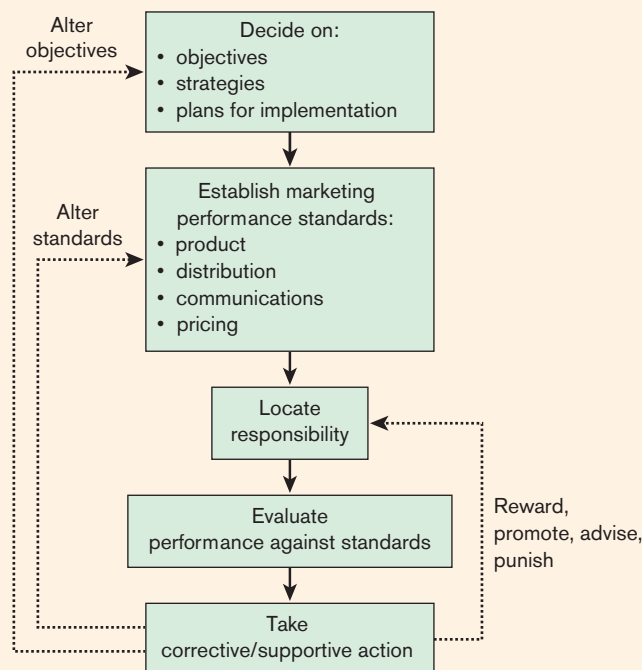 Alter
objectives
Decide on:
• objectives
• strategies
• plans for implementation
Alter
standards
Establish marketing
performance standards:
• product
• distribution
• communications
• pricing
Locate
responsibility
Reward,
promote, advise,
punish
Evaluate
performance against standards
Take
corrective/supportive action